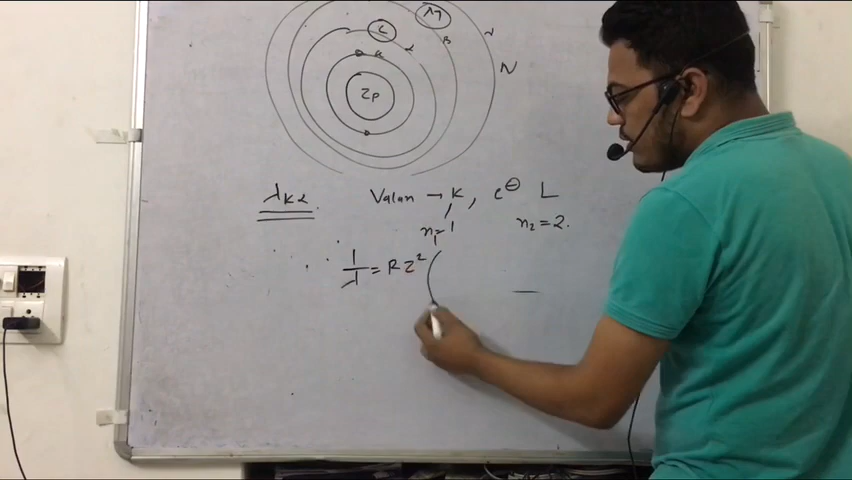 L
β
α
α
N
Zp
λKα Valan → K, e⊖ L
n₁=1 n₂=2.
∴ 1/λ = RZ² (